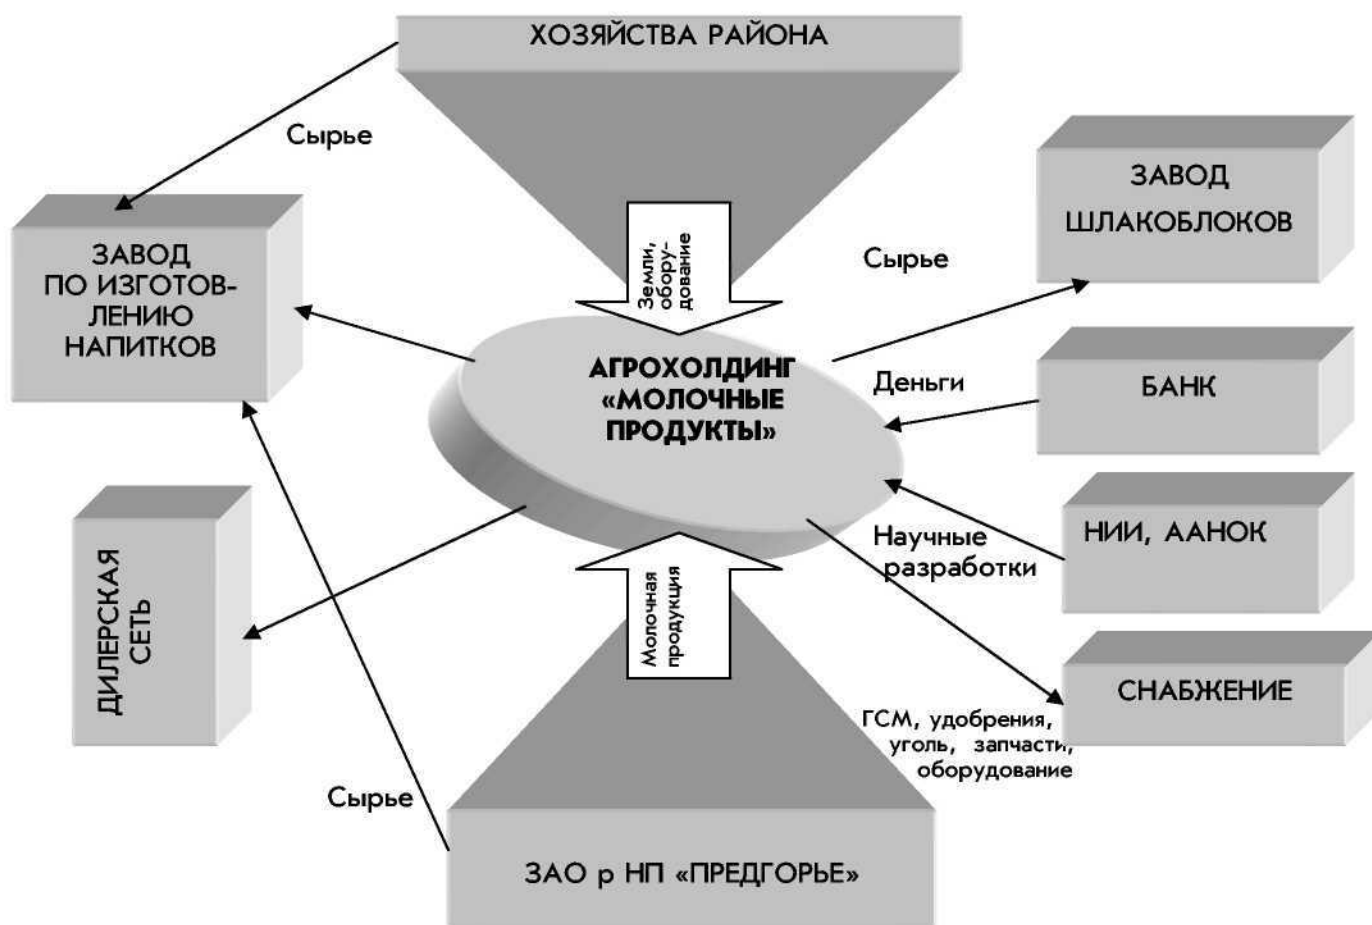 ХОЗЯЙСТВА РАЙОНА
Сырье
ЗАВОД
ПО ИЗГОТОВ-
ЛЕНИЮ
НАПИТКОВ
Земли,
обору-
дование
Сырье
ЗАВОД
ШЛАКОБЛОКОВ
АГРОХОЛДИНГ
«МОЛОЧНЫЕ
ПРОДУКТЫ»
Деньги
БАНК
Научные
разработки
НИИ, ААНОК
ДИЛЕРСКАЯ
СЕТЬ
Молочная
продукция
СНАБЖЕНИЕ
ГСМ, удобрения,
уголь, запчасти,
оборудование
Сырье
ЗАО р НП «ПРЕДГОРЬЕ»